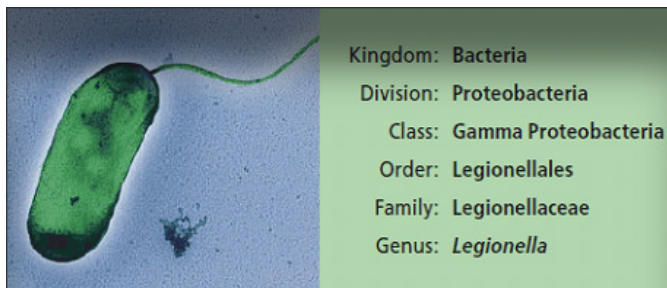 Kingdom: Bacteria
Division: Proteobacteria
Class: Gamma Proteobacteria
Order: Legionellales
Family: Legionellaceae
Genus: Legionella